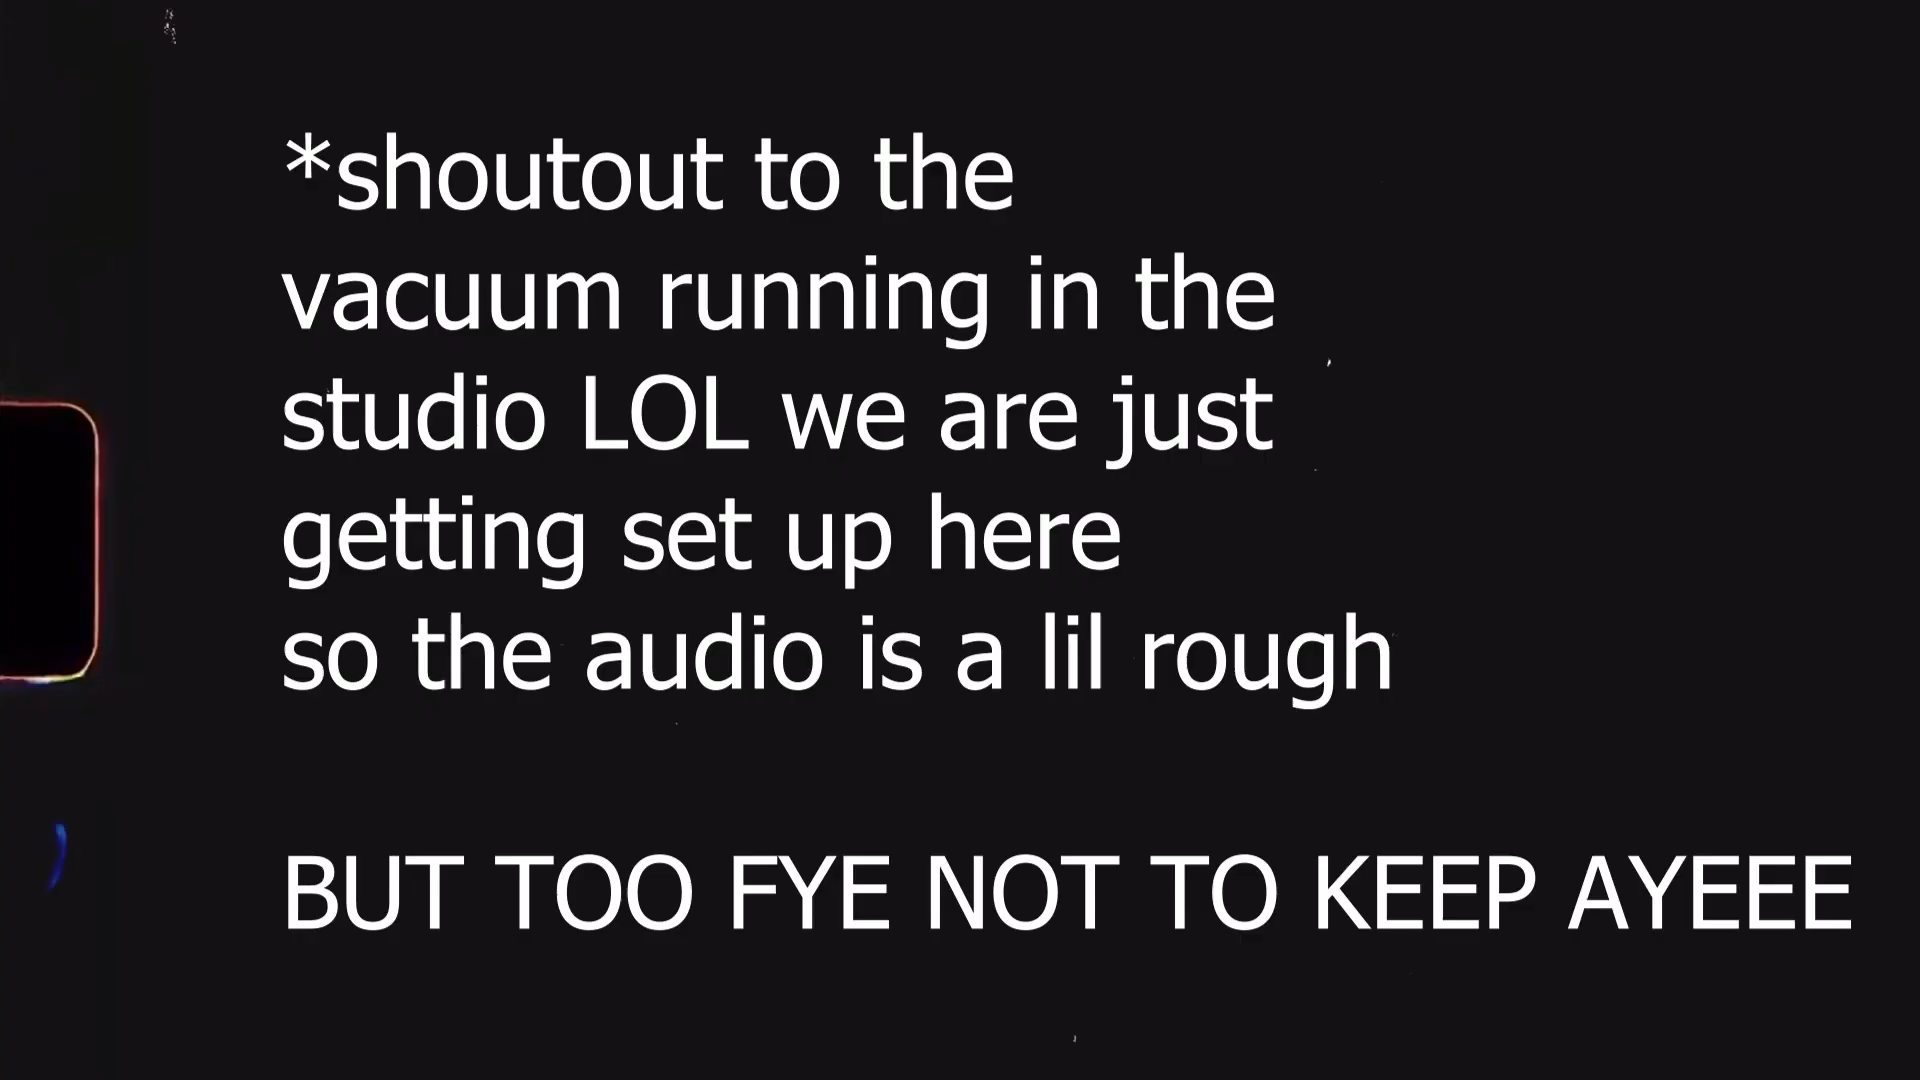 *shoutout to the
vacuum running in the
studio LOL we are just
getting set up here
so the audio is a lil rough
BUT TOO FYE NOT TO KEEP AYEEE